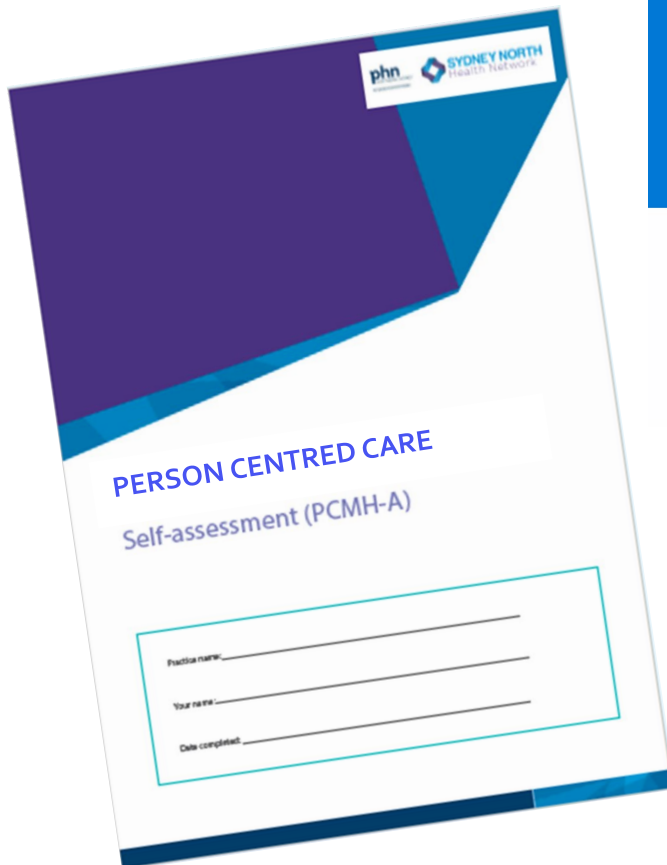 phn
SYDNEY NORTH
Health Network
PERSON CENTRED CARE
Self-assessment (PCMH-A)
Practice name:
Your name:
Date completed: